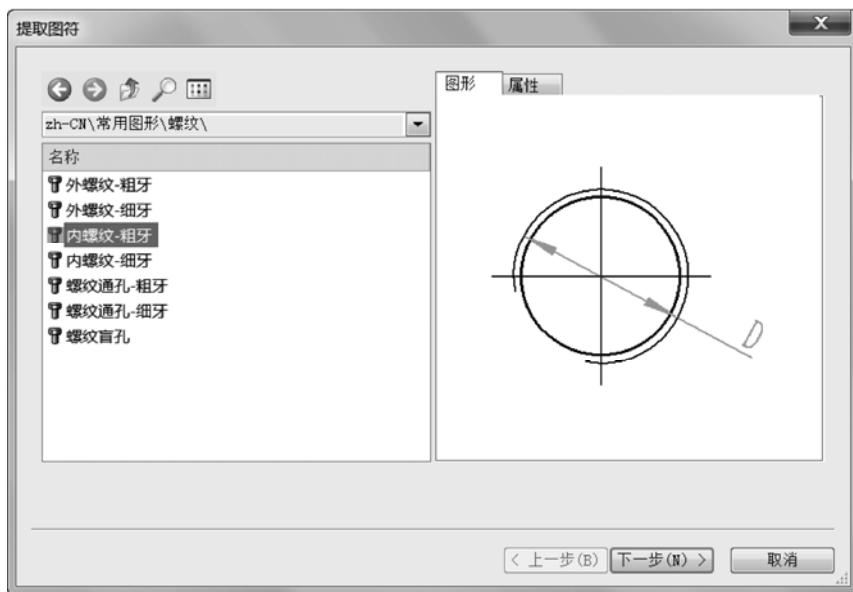 提取图符
zh-CN\常用图形\螺纹\
名称
外螺纹-粗牙
外螺纹-细牙
内螺纹-粗牙
内螺纹-细牙
螺纹通孔-粗牙
螺纹通孔-细牙
螺纹盲孔
图形 属性
D
< 上一步(B) 下一步(N) > 取消